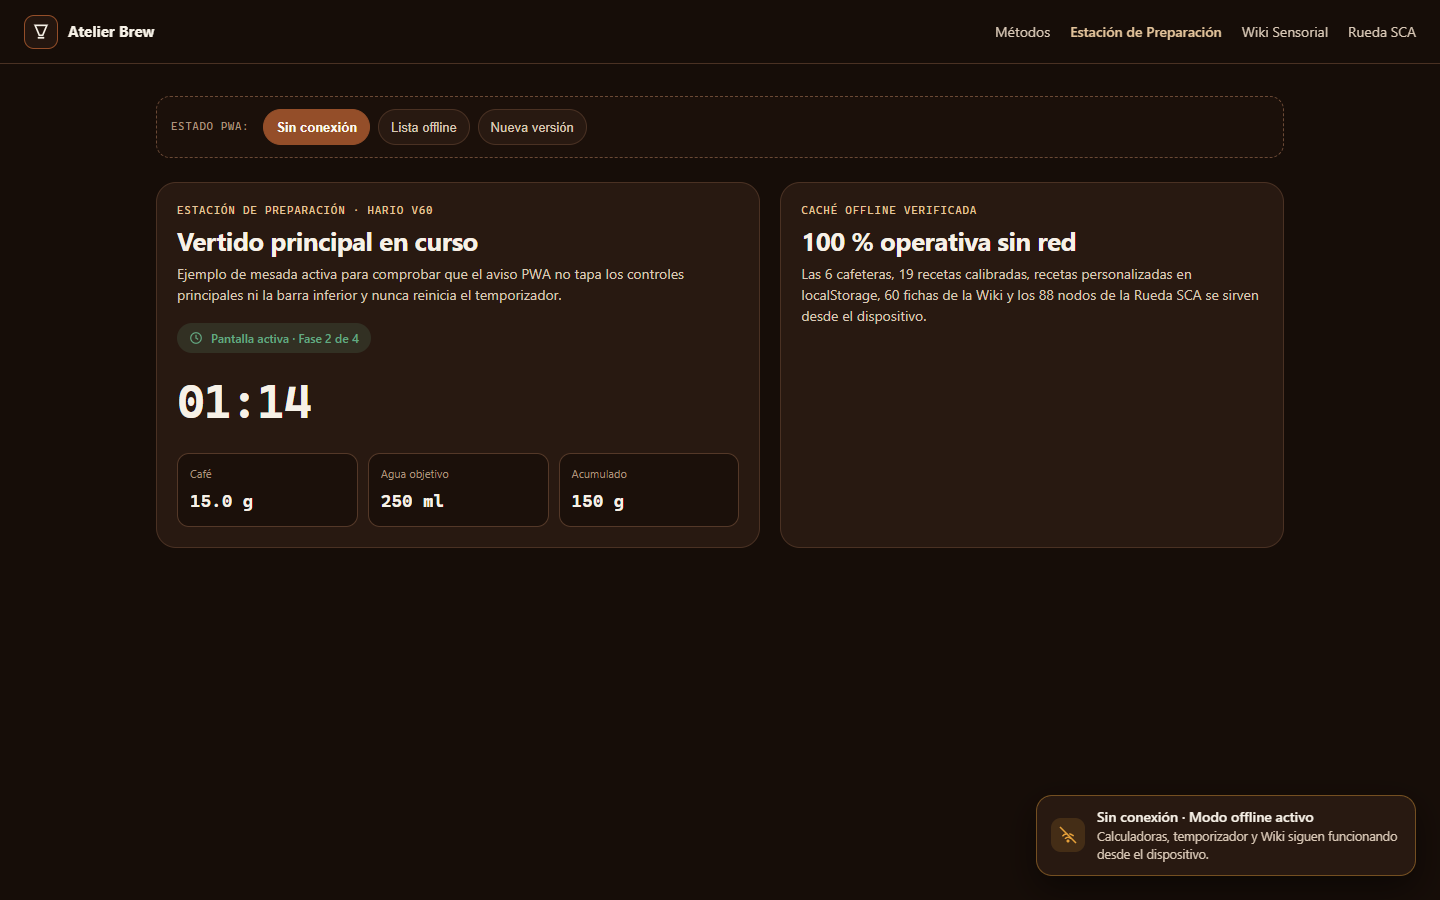 Atelier Brew
Métodos
Estación de Preparación
Wiki Sensorial
Rueda SCA
ESTADO PWA:
Sin conexión
Lista offline
Nueva versión
ESTACIÓN DE PREPARACIÓN · HARIO V60
Vertido principal en curso
Ejemplo de mesada activa para comprobar que el aviso PWA no tapa los controles
principales ni la barra inferior y nunca reinicia el temporizador.
Pantalla activa · Fase 2 de 4
01:14
Café
15.0 g
Agua objetivo
250 ml
Acumulado
150 g
CACHÉ OFFLINE VERIFICADA
100 % operativa sin red
Las 6 cafeteras, 19 recetas calibradas, recetas personalizadas en
localStorage, 60 fichas de la Wiki y los 88 nodos de la Rueda SCA se sirven
desde el dispositivo.
Sin conexión · Modo offline activo
Calculadoras, temporizador y Wiki siguen funcionando
desde el dispositivo.